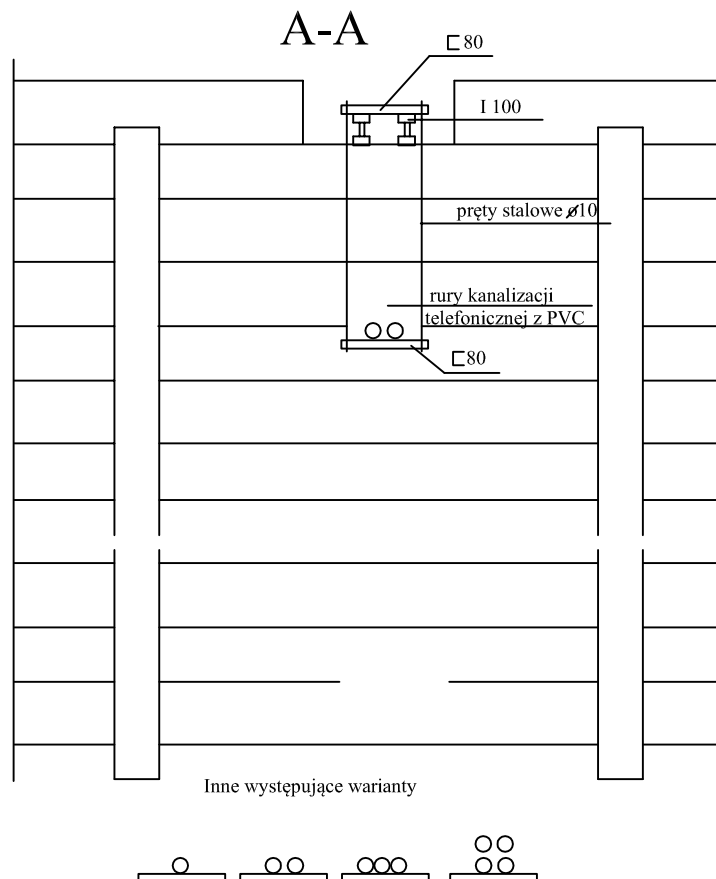 A-A
[80
I 100
pręty stalowe ø10
rury kanalizacji
telefonicznej z PVC
[80
Inne występujące warianty